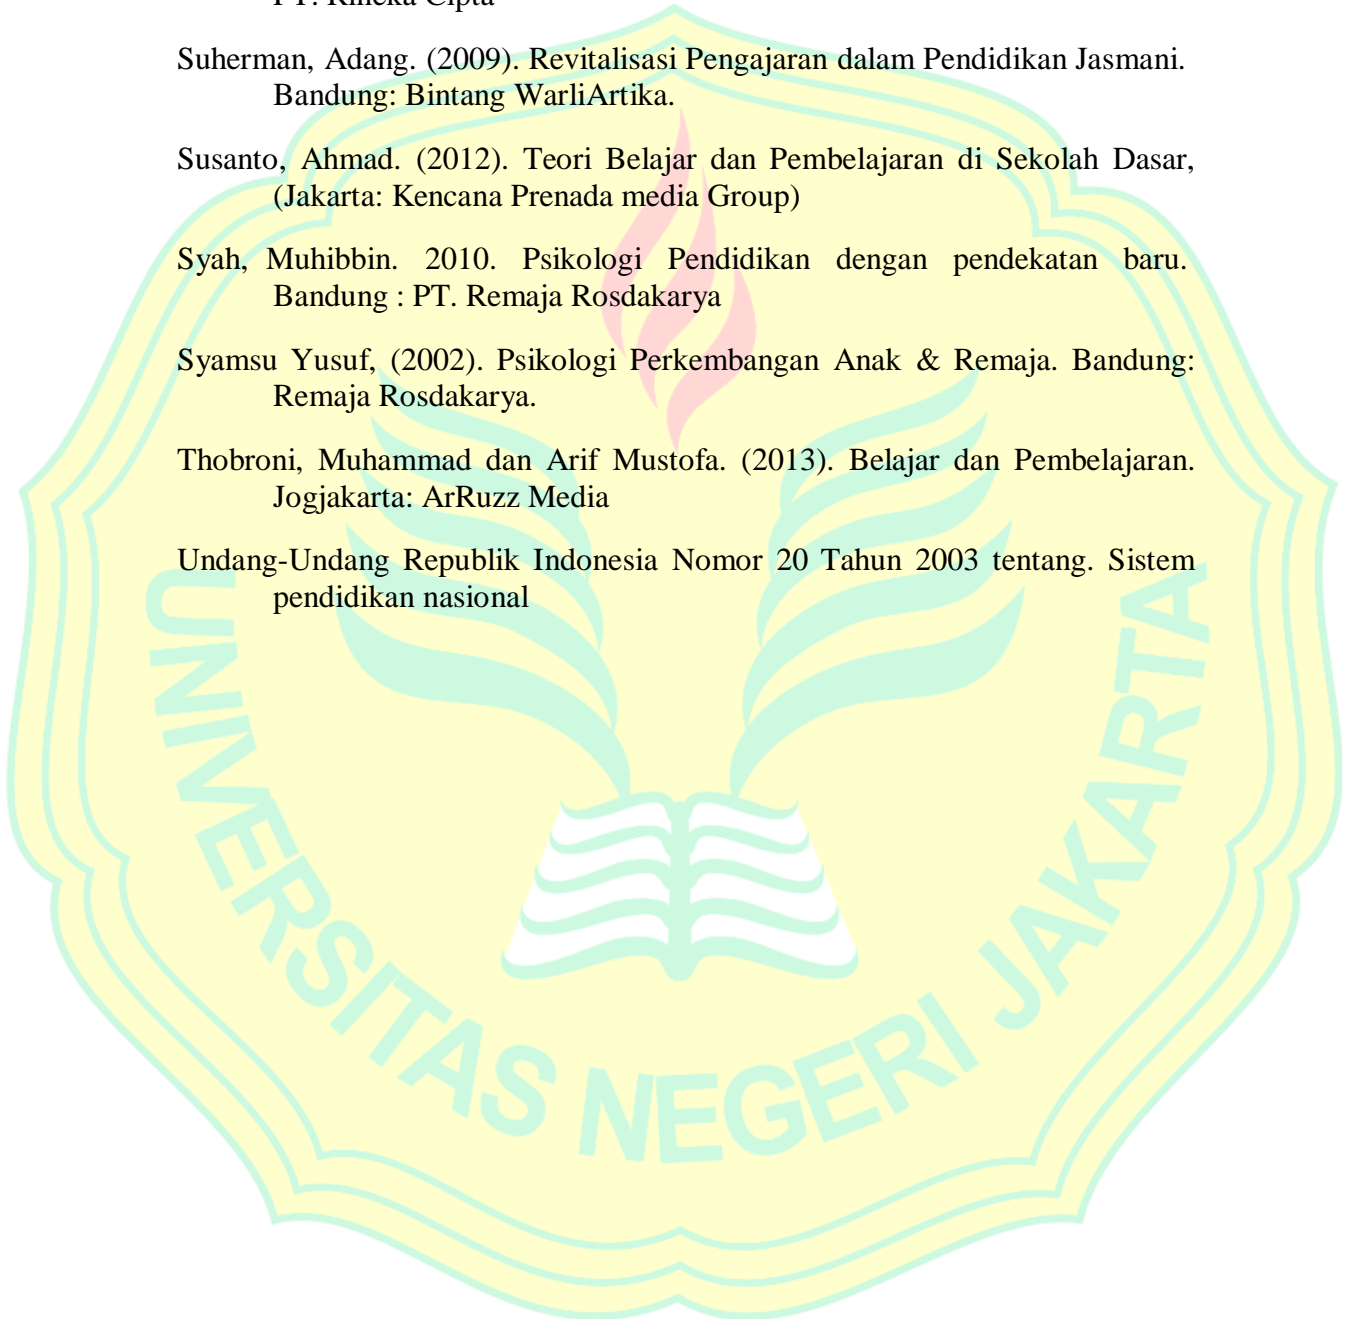 PT. Rineka Cipta
Suherman, Adang. (2009). Revitalisasi Pengajaran dalam Pendidikan Jasmani.
Bandung: Bintang WarliArtika.
Susanto, Ahmad. (2012). Teori Belajar dan Pembelajaran di Sekolah Dasar,
(Jakarta: Kencana Prenada media Group)
Syah, Muhibbin. 2010. Psikologi Pendidikan dengan pendekatan baru.
Bandung : PT. Remaja Rosdakarya
Syamsu Yusuf, (2002). Psikologi Perkembangan Anak & Remaja. Bandung:
Remaja Rosdakarya.
Thobroni, Muhammad dan Arif Mustofa. (2013). Belajar dan Pembelajaran.
Jogjakarta: ArRuzz Media
Undang-Undang Republik Indonesia Nomor 20 Tahun 2003 tentang. Sistem
pendidikan nasional
UNIVERSITAS NEGERI JAKARTA